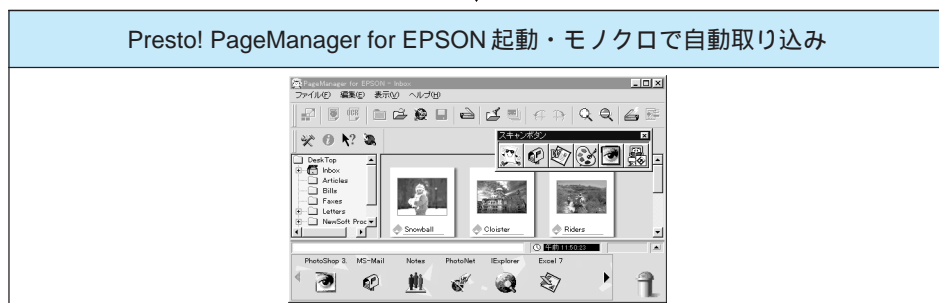 Presto! PageManager for EPSON 起動・モノクロで自動取り込み
PageManager for EPSON - Inbox
ファイル(F) 編集(E) 表示(V) ヘルプ(H)
OCR
スキャンボタン
DeskTop
Inbox
Articles
Bills
Faxes
Letters
NewSoft Proc
Snowball Cloister Riders
午前 11:50:23
PhotoShop 3. MS-Mail Notes PhotoNet IExplorer Excel 7